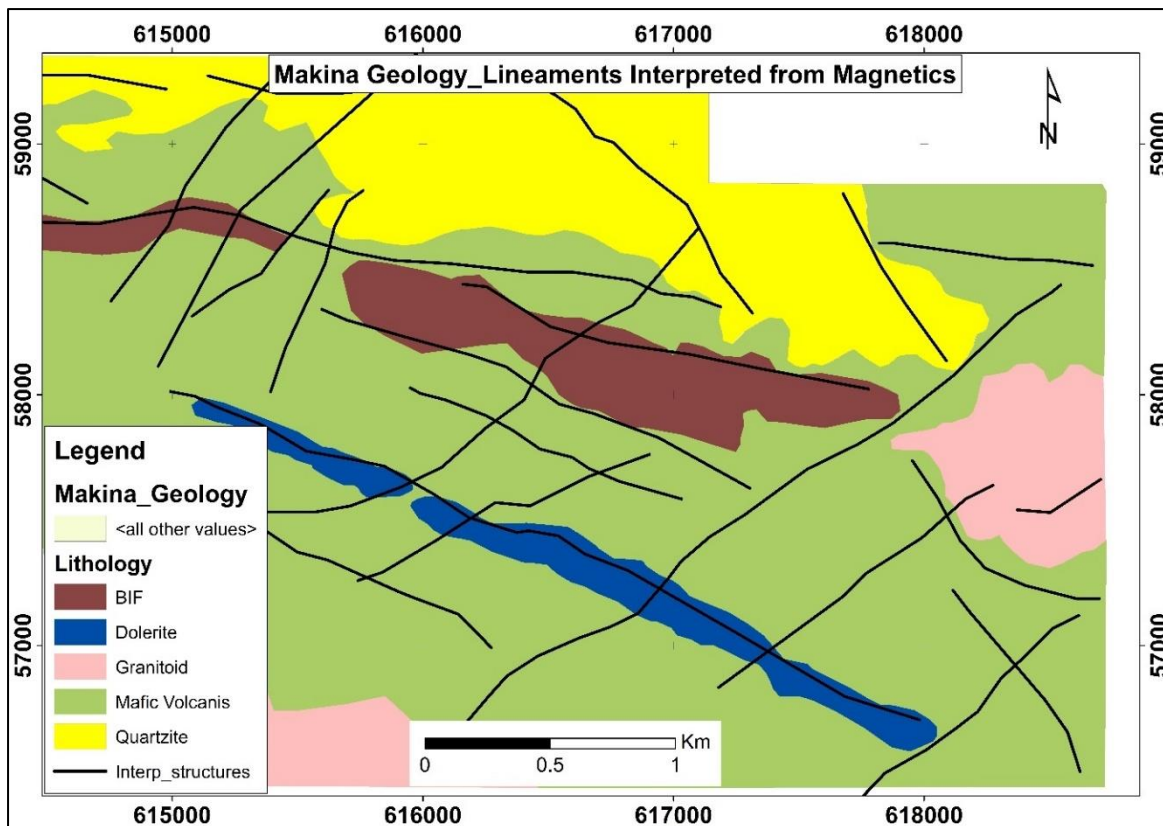 615000 616000 617000 618000
Makina Geology_Lineaments Interpreted from Magnetics
N
59000 59000
58000 58000
57000 57000
Legend
Makina_Geology
<all other values>
Lithology
BIF
Dolerite
Granitoid
Mafic Volcanis
Quartzite
Interp_structures
Km
0 0.5 1
615000 616000 617000 618000